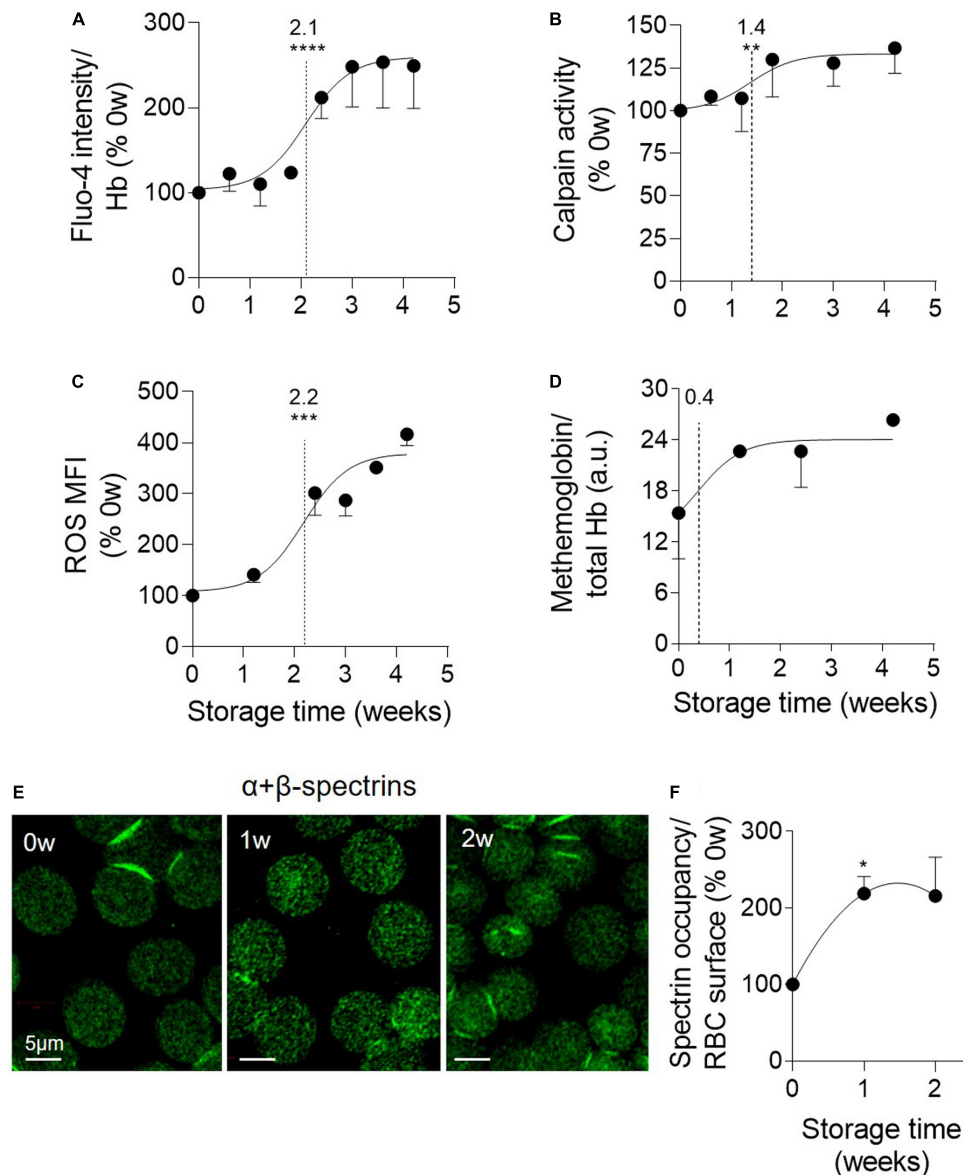 A
Fluo-4 intensity/
Hb (% 0w)
300
200
100
0
2.1
****
0 1 2 3 4 5
B
Calpain activity
(% 0w)
150
125
100
75
50
25
0
1.4
**
0 1 2 3 4 5
C
ROS MFI
(% 0w)
500
400
300
200
100
0
2.2
***
0 1 2 3 4 5
Storage time (weeks)
D
Methemoglobin/
total Hb (a.u.)
30
24
18
12
6
0
0.4
0 1 2 3 4 5
Storage time (weeks)
E
α+β-spectrins
0w
1w
2w
5µm
F
Spectrin occupancy/
RBC surface (% 0w)
300
200
100
0
*
0 1 2
Storage time
(weeks)